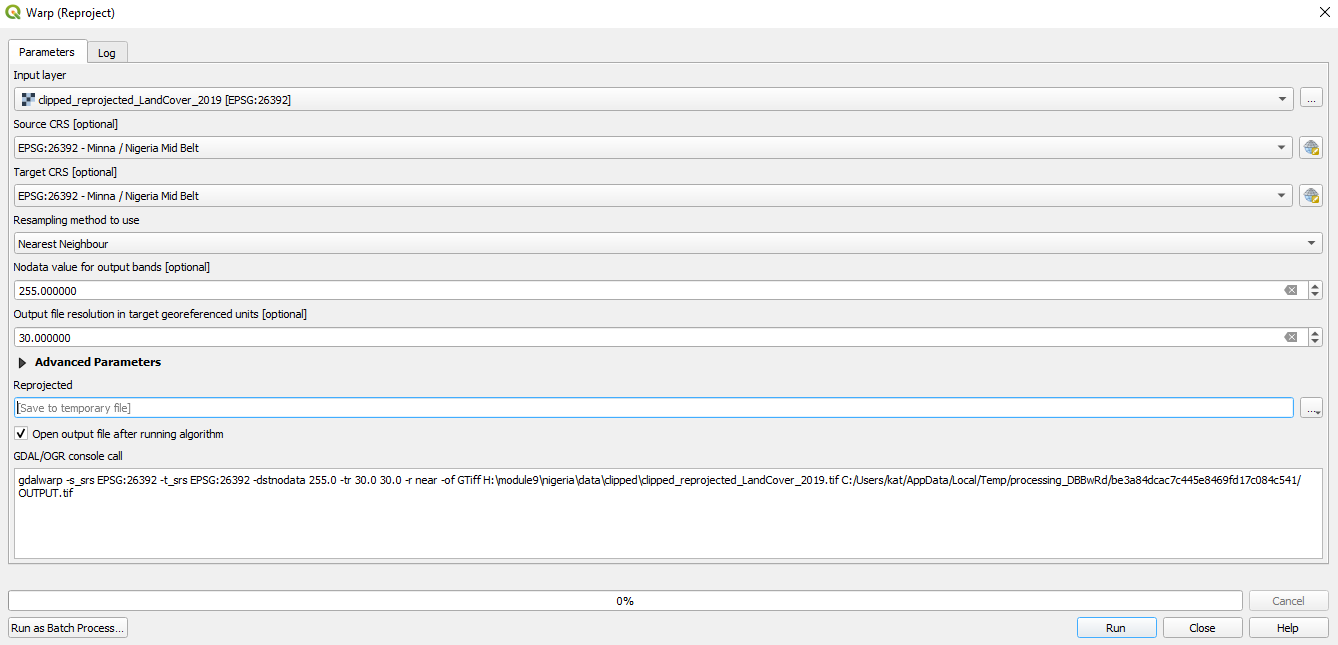 Warp (Reproject)
Parameters
Log
Input layer
clipped_reprojected_LandCover_2019 [EPSG:26392]
...
Source CRS [optional]
EPSG:26392 - Minna / Nigeria Mid Belt
Target CRS [optional]
EPSG:26392 - Minna / Nigeria Mid Belt
Resampling method to use
Nearest Neighbour
Nodata value for output bands [optional]
255.000000
Output file resolution in target georeferenced units [optional]
30.000000
Advanced Parameters
Reprojected
[Save to temporary file]
...
Open output file after running algorithm
GDAL/OGR console call
gdalwarp -s_srs EPSG:26392 -t_srs EPSG:26392 -dstnodata 255.0 -tr 30.0 30.0 -r near -of GTiff H:\module9\nigeria\data\clipped\clipped_reprojected_LandCover_2019.tif C:/Users/kat/AppData/Local/Temp/processing_DBBwRd/be3a84dcac7c445e8469fd17c084c541/
OUTPUT.tif
0%
Cancel
Run as Batch Process...
Run
Close
Help